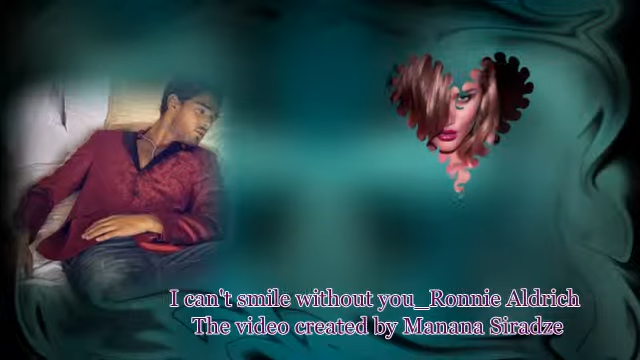 I can't smile without you_Ronnie Aldrich
The video created by Manana Siradze